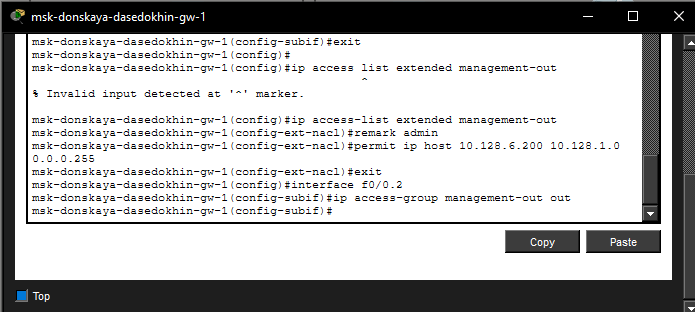 msk-donskaya-dasedokhin-gw-1
msk-donskaya-dasedokhin-gw-1(config-subif)#exit
msk-donskaya-dasedokhin-gw-1(config)#
msk-donskaya-dasedokhin-gw-1(config)#ip access list extended management-out
^
% Invalid input detected at '^' marker.
msk-donskaya-dasedokhin-gw-1(config)#ip access-list extended management-out
msk-donskaya-dasedokhin-gw-1(config-ext-nacl)#remark admin
msk-donskaya-dasedokhin-gw-1(config-ext-nacl)#permit ip host 10.128.6.200 10.128.1.0
0.0.0.255
msk-donskaya-dasedokhin-gw-1(config-ext-nacl)#exit
msk-donskaya-dasedokhin-gw-1(config)#interface f0/0.2
msk-donskaya-dasedokhin-gw-1(config-subif)#ip access-group management-out out
msk-donskaya-dasedokhin-gw-1(config-subif)#
Copy Paste
Top